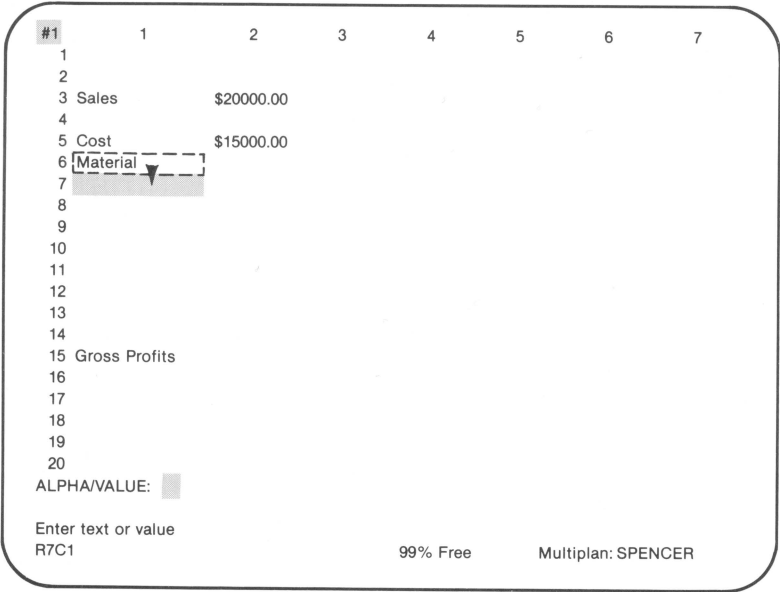 #1 1 2 3 4 5 6 7
1
2
3 Sales $20000.00
4
5 Cost $15000.00
6 Material
7
8
9
10
11
12
13
14
15 Gross Profits
16
17
18
19
20
ALPHA/VALUE:
Enter text or value
R7C1 99% Free Multiplan: SPENCER